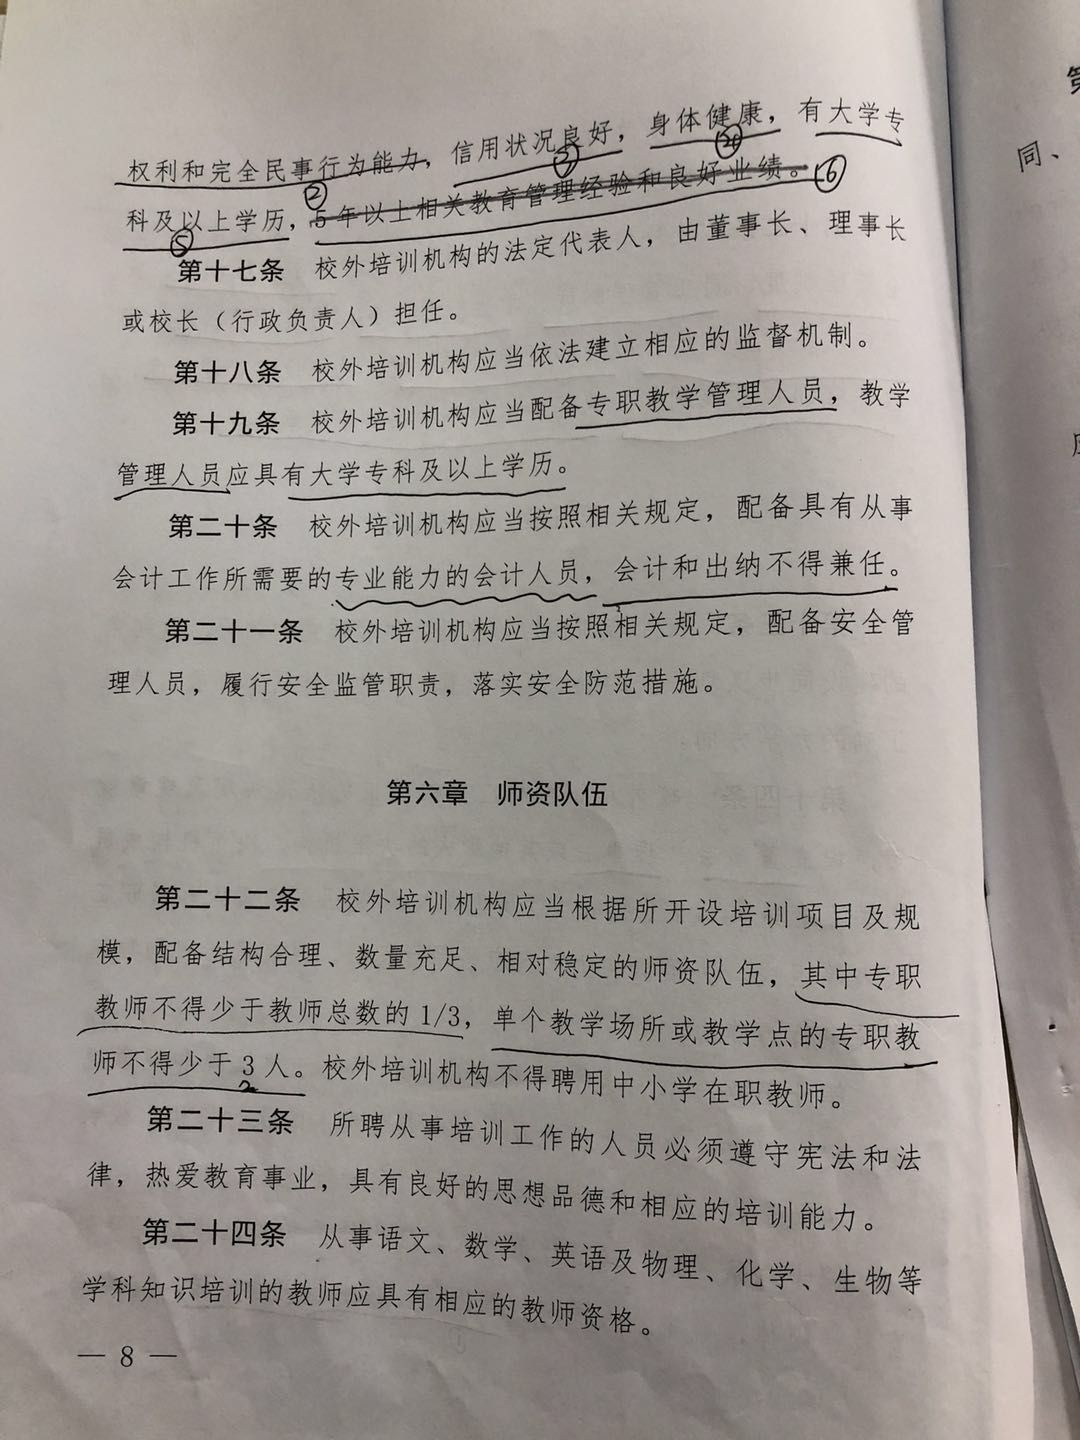 权利和完全民事行为能力，信用状况良好，身体健康，有大学专
② ③ ④
科及以上学历，5年以上相关教育管理经验和良好业绩。⑥
⑤
第十七条 校外培训机构的法定代表人，由董事长、理事长
或校长（行政负责人）担任。
第十八条 校外培训机构应当依法建立相应的监督机制。
第十九条 校外培训机构应当配备专职教学管理人员，教学
管理人员应具有大学专科及以上学历。
第二十条 校外培训机构应当按照相关规定，配备具有从事
会计工作所需要的专业能力的会计人员，会计和出纳不得兼任。
第二十一条 校外培训机构应当按照相关规定，配备安全管
理人员，履行安全监管职责，落实安全防范措施。
第六章 师资队伍
第二十二条 校外培训机构应当根据所开设培训项目及规
模，配备结构合理、数量充足、相对稳定的师资队伍，其中专职
教师不得少于教师总数的 1/3，单个教学场所或教学点的专职教
师不得少于 3 人。校外培训机构不得聘用中小学在职教师。
第二十三条 所聘从事培训工作的人员必须遵守宪法和法
律，热爱教育事业，具有良好的思想品德和相应的培训能力。
第二十四条 从事语文、数学、英语及物理、化学、生物等
学科知识培训的教师应具有相应的教师资格。
— 8 —
同、